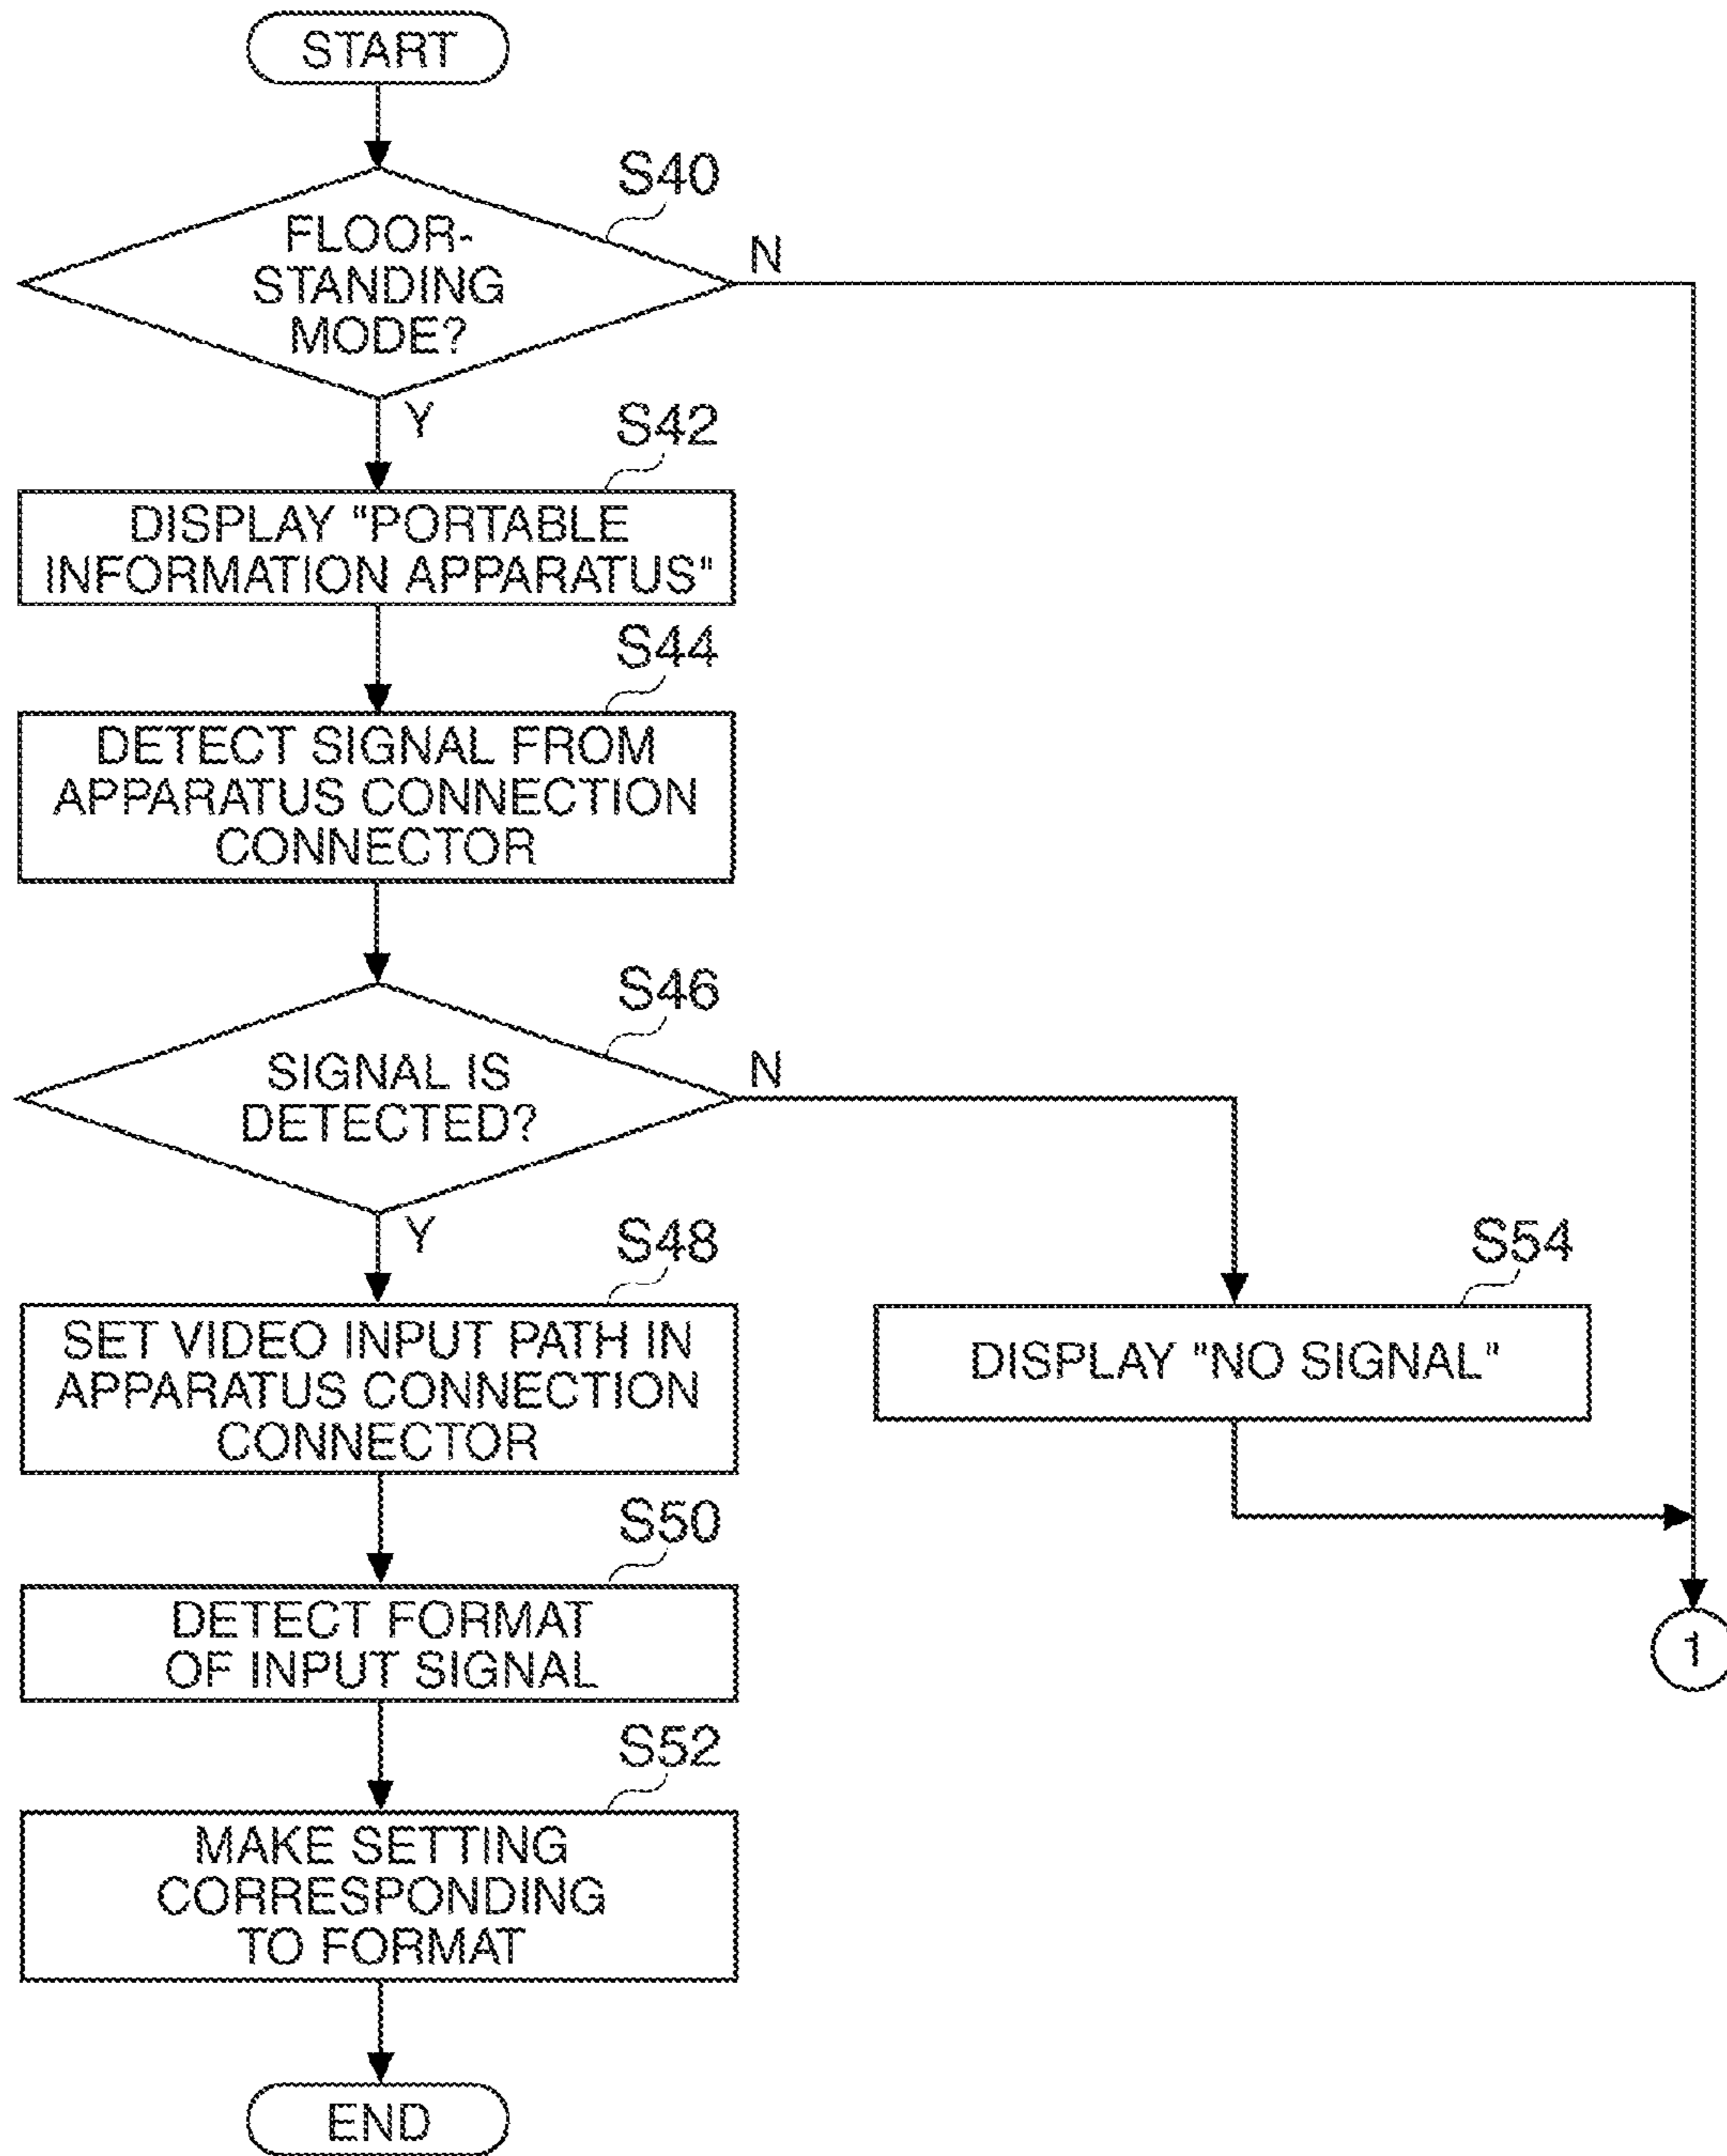 START
S40
FLOOR-
STANDING
MODE?
N
Y
S42
DISPLAY "PORTABLE
INFORMATION APPARATUS"
S44
DETECT SIGNAL FROM
APPARATUS CONNECTION
CONNECTOR
S46
SIGNAL IS
DETECTED?
N
Y
S48
SET VIDEO INPUT PATH IN
APPARATUS CONNECTION
CONNECTOR
S54
DISPLAY "NO SIGNAL"
S50
DETECT FORMAT
OF INPUT SIGNAL
1
S52
MAKE SETTING
CORRESPONDING
TO FORMAT
END